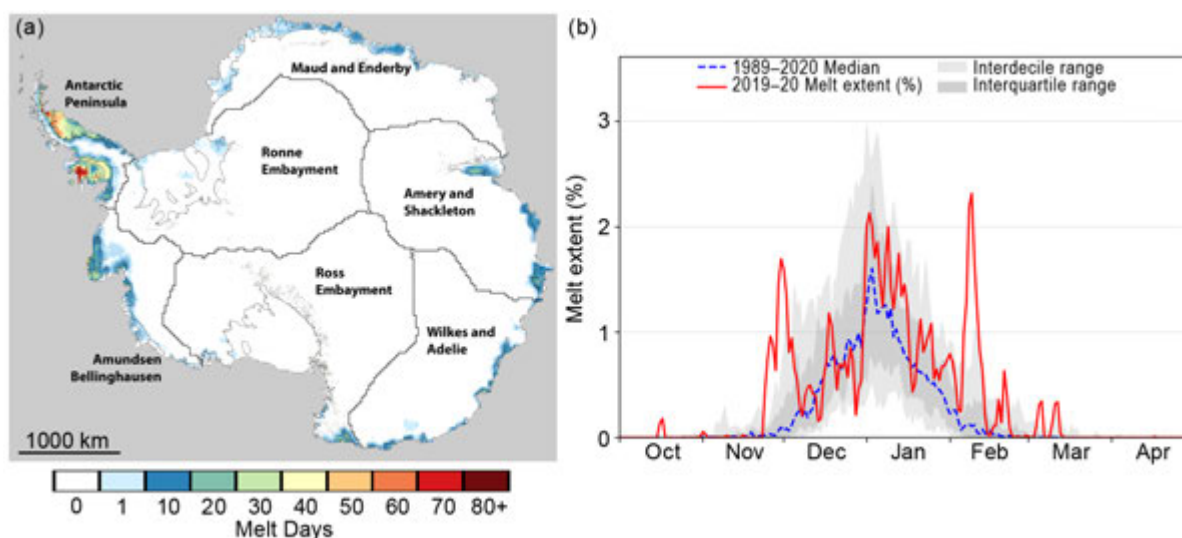 (a)
Antarctic
Peninsula
Maud and Enderby
Ronne
Embayment
Amery and
Shackleton
Ross
Embayment
Wilkes and
Adelie
Amundsen
Bellinghausen
1000 km
0 1 10 20 30 40 50 60 70 80+
Melt Days
(b)
1989–2020 Median
2019–20 Melt extent (%)
Interdecile range
Interquartile range
Melt extent (%)
3
2
1
0
Oct Nov Dec Jan Feb Mar Apr